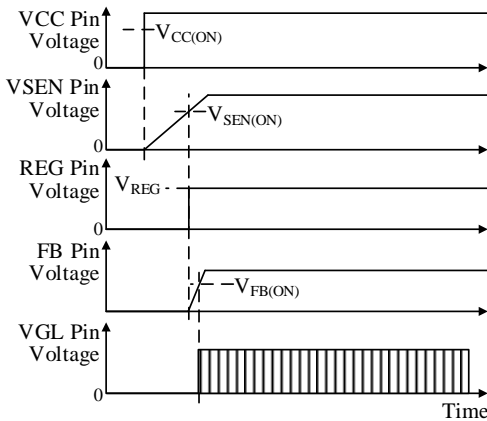 VCC Pin
Voltage
V_CC(ON)
0
VSEN Pin
Voltage
V_SEN(ON)
0
REG Pin
Voltage
V_REG
0
FB Pin
Voltage
V_FB(ON)
0
VGL Pin
Voltage
0
Time